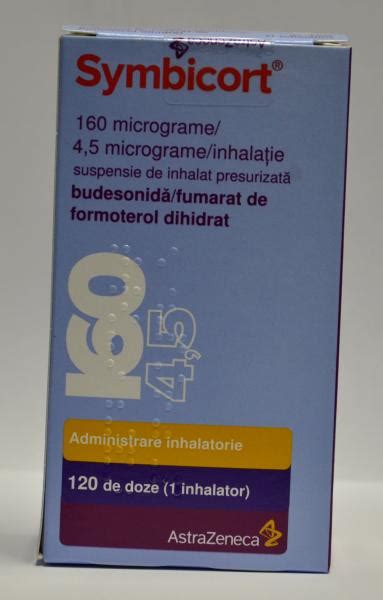 AstraZeneca
Symbicort®
160 micrograme/
4,5 micrograme/inhalație
suspensie de inhalat presurizată
budesonidă/fumarat de
formoterol dihidrat
160
4,5
Administrare inhalatorie
120 de doze (1 inhalator)
AstraZeneca